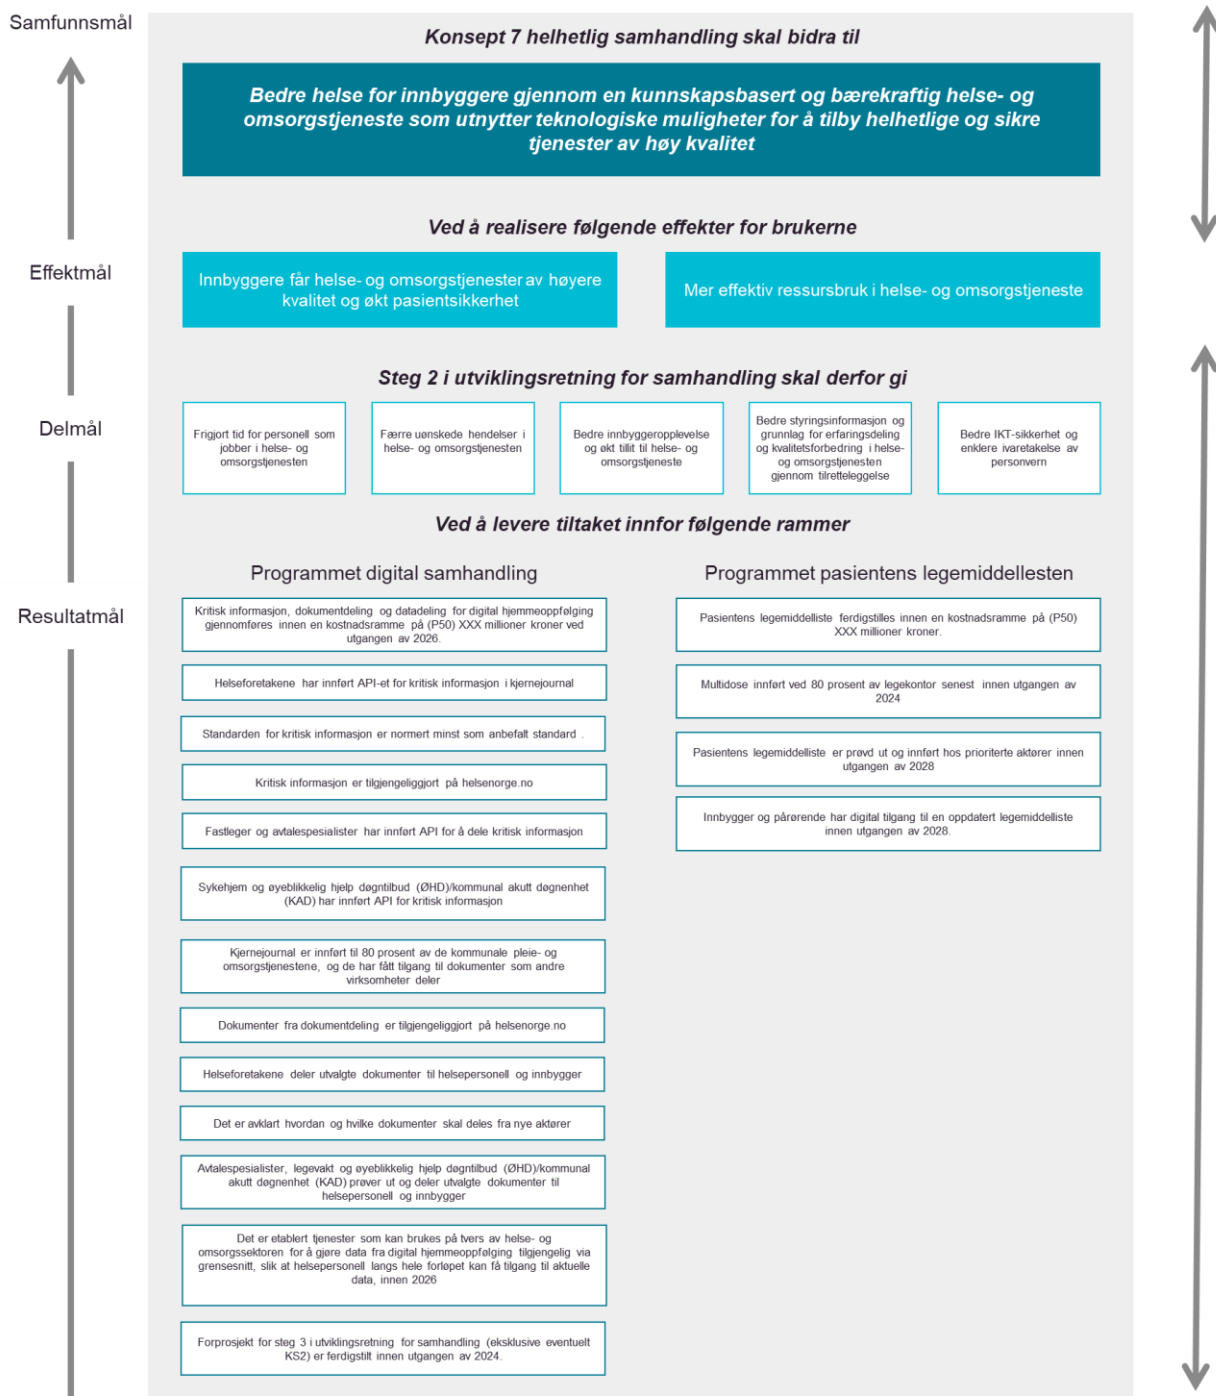 Samfunnsmål
Konsept 7 helhetlig samhandling skal bidra til
Bedre helse for innbyggere gjennom en kunnskapsbasert og bærekraftig helse- og
omsorgstjeneste som utnytter teknologiske muligheter for å tilby helhetlige og sikre
tjenester av høy kvalitet
Ved å realisere følgende effekter for brukerne
Effektmål
Innbyggere får helse- og omsorgstjenester av høyere
kvalitet og økt pasientsikkerhet
Mer effektiv ressursbruk i helse- og omsorgstjeneste
Steg 2 i utviklingsretning for samhandling skal derfor gi
Delmål
Frigjort tid for personell som
jobber i helse- og
omsorgstjenesten
Færre uønskede hendelser i
helse- og omsorgstjenesten
Bedre innbyggeropplevelse
og økt tillit til helse- og
omsorgstjeneste
Bedre styringsinformasjon og
grunnlag for erfaringsdeling
og kvalitetsforbedring i helse-
og omsorgstjenesten
gjennom tilretteleggelse
Bedre IKT-sikkerhet og
enklere ivaretakelse av
personvern
Ved å levere tiltaket innfor følgende rammer
Resultatmål
Programmet digital samhandling
Kritisk informasjon, dokumentdeling og datadeling for digital hjemmeoppfølging
gjennomføres innen en kostnadsramme på (P50) XXX millioner kroner ved
utgangen av 2026.
Helseforetakene har innført API-et for kritisk informasjon i kjernejournal
Standarden for kritisk informasjon er normert minst som anbefalt standard .
Kritisk informasjon er tilgjengeliggjort på helsenorge.no
Fastleger og avtalespesialister har innført API for å dele kritisk informasjon
Sykehjem og øyeblikkelig hjelp døgntilbud (ØHD)/kommunal akutt døgnenhet
(KAD) har innført API for kritisk informasjon
Kjernejournal er innført til 80 prosent av de kommunale pleie- og
omsorgstjenestene, og de har fått tilgang til dokumenter som andre
virksomheter deler
Dokumenter fra dokumentdeling er tilgjengeliggjort på helsenorge.no
Helseforetakene deler utvalgte dokumenter til helsepersonell og innbygger
Det er avklart hvordan og hvilke dokumenter skal deles fra nye aktører
Avtalespesialister, legevakt og øyeblikkelig hjelp døgntilbud (ØHD)/kommunal
akutt døgnenhet (KAD) prøver ut og deler utvalgte dokumenter til
helsepersonell og innbygger
Det er etablert tjenester som kan brukes på tvers av helse- og
omsorgssektoren for å gjøre data fra digital hjemmeoppfølging tilgjengelig via
grensesnitt, slik at helsepersonell langs hele forløpet kan få tilgang til aktuelle
data, innen 2026
Forprosjekt for steg 3 i utviklingsretning for samhandling (eksklusive eventuelt
KS2) er ferdigstilt innen utgangen av 2024.
Programmet pasientens legemiddellesten
Pasientens legemiddelliste ferdigstilles innen en kostnadsramme på (P50)
XXX millioner kroner.
Multidose innført ved 80 prosent av legekontor senest innen utgangen av
2024
Pasientens legemiddelliste er prøvd ut og innført hos prioriterte aktører innen
utgangen av 2028
Innbygger og pårørende har digital tilgang til en oppdatert legemiddelliste
innen utgangen av 2028.